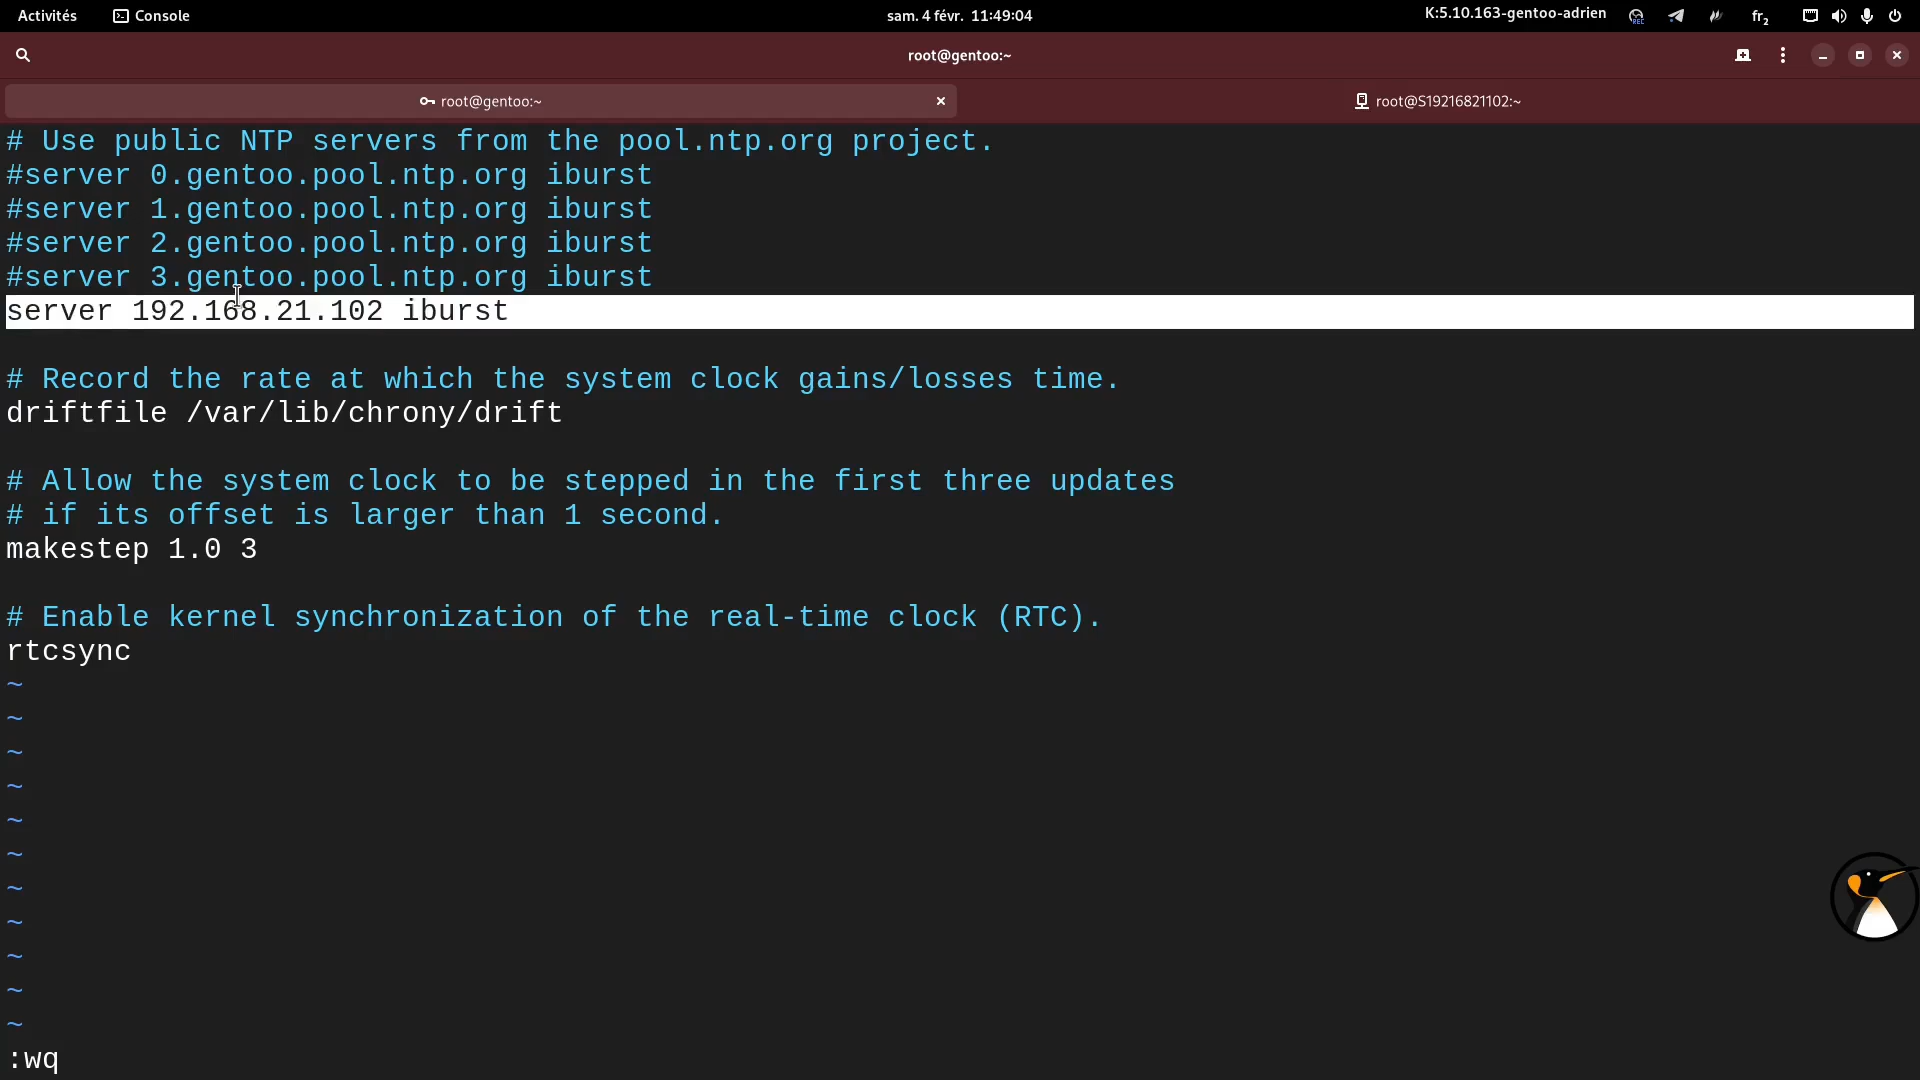 Activités Console sam. 4 févr. 11:49:04 K:5.10.163-gentoo-adrien REC fr2
root@gentoo:~
root@gentoo:~ root@S19216821102:~
# Use public NTP servers from the pool.ntp.org project.
#server 0.gentoo.pool.ntp.org iburst
#server 1.gentoo.pool.ntp.org iburst
#server 2.gentoo.pool.ntp.org iburst
#server 3.gentoo.pool.ntp.org iburst
server 192.168.21.102 iburst
# Record the rate at which the system clock gains/losses time.
driftfile /var/lib/chrony/drift
# Allow the system clock to be stepped in the first three updates
# if its offset is larger than 1 second.
makestep 1.0 3
# Enable kernel synchronization of the real-time clock (RTC).
rtcsync
~
~
~
~
~
~
~
~
~
~
~
:wq